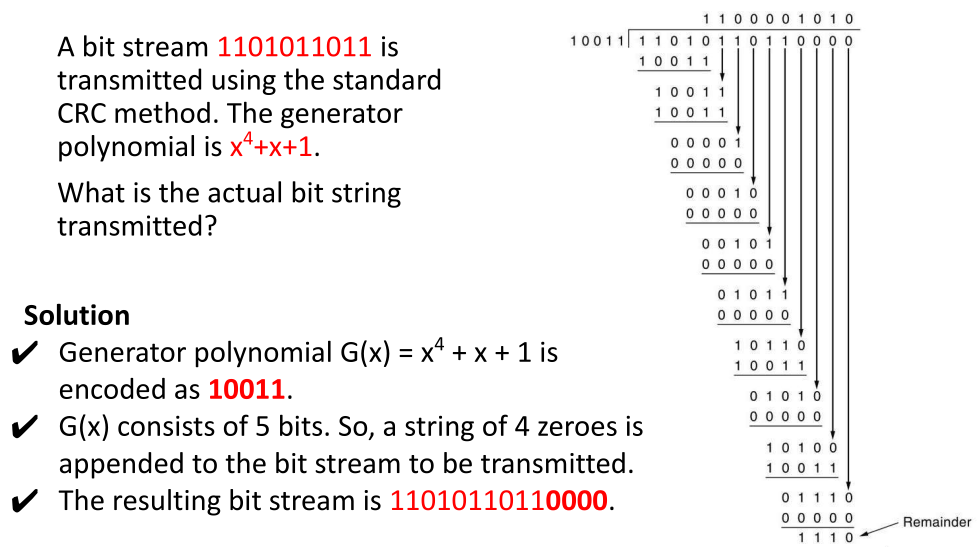 A bit stream 1101011011 is
transmitted using the standard
CRC method. The generator
polynomial is x⁴+x+1.
What is the actual bit string
transmitted?
Solution
✔ Generator polynomial G(x) = x⁴ + x + 1 is
encoded as 10011.
✔ G(x) consists of 5 bits. So, a string of 4 zeroes is
appended to the bit stream to be transmitted.
✔ The resulting bit stream is 11010110110000.
1 1 0 0 0 0 1 0 1 0
1 0 0 1 1 1 1 0 1 0 1 1 0 1 1 0 0 0 0
1 0 0 1 1
1 0 0 1 1
1 0 0 1 1
0 0 0 0 1
0 0 0 0 0
0 0 0 1 0
0 0 0 0 0
0 0 1 0 1
0 0 0 0 0
0 1 0 1 1
0 0 0 0 0
1 0 1 1 0
1 0 0 1 1
0 1 0 1 0
0 0 0 0 0
1 0 1 0 0
1 0 0 1 1
0 1 1 1 0
0 0 0 0 0
1 1 1 0
Remainder